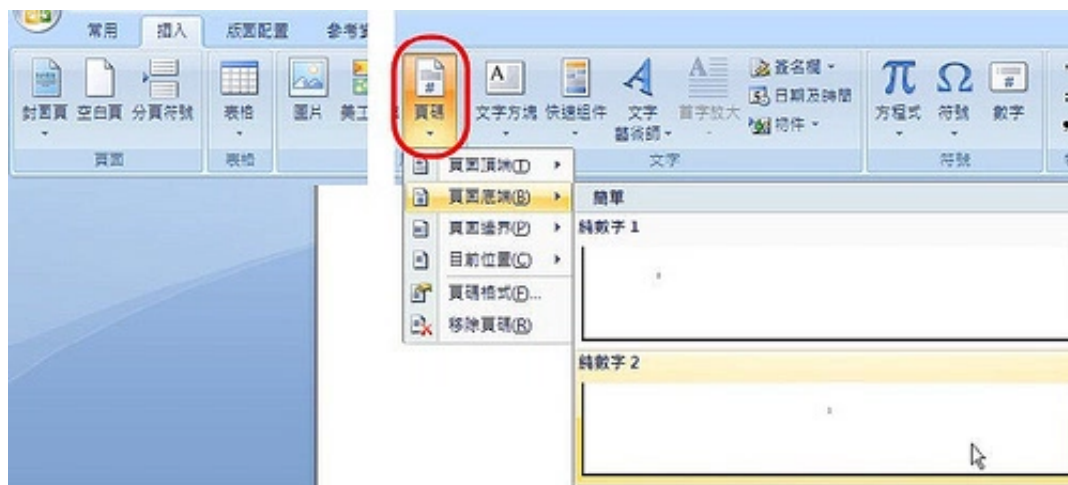 常用 插入 版面配置
封面頁 空白頁 分頁符號 表格 圖片
頁面 表格
頁碼 文字方塊 快速組件 文字藝術師 首字放大
簽名欄
日期及時間
物件
方程式 符號 數字
文字 符號
頁面頂端(T)
頁面底端(B)
頁面邊界(P)
目前位置(C)
頁碼格式(F)...
移除頁碼(R)
簡單
純數字 1
純數字 2